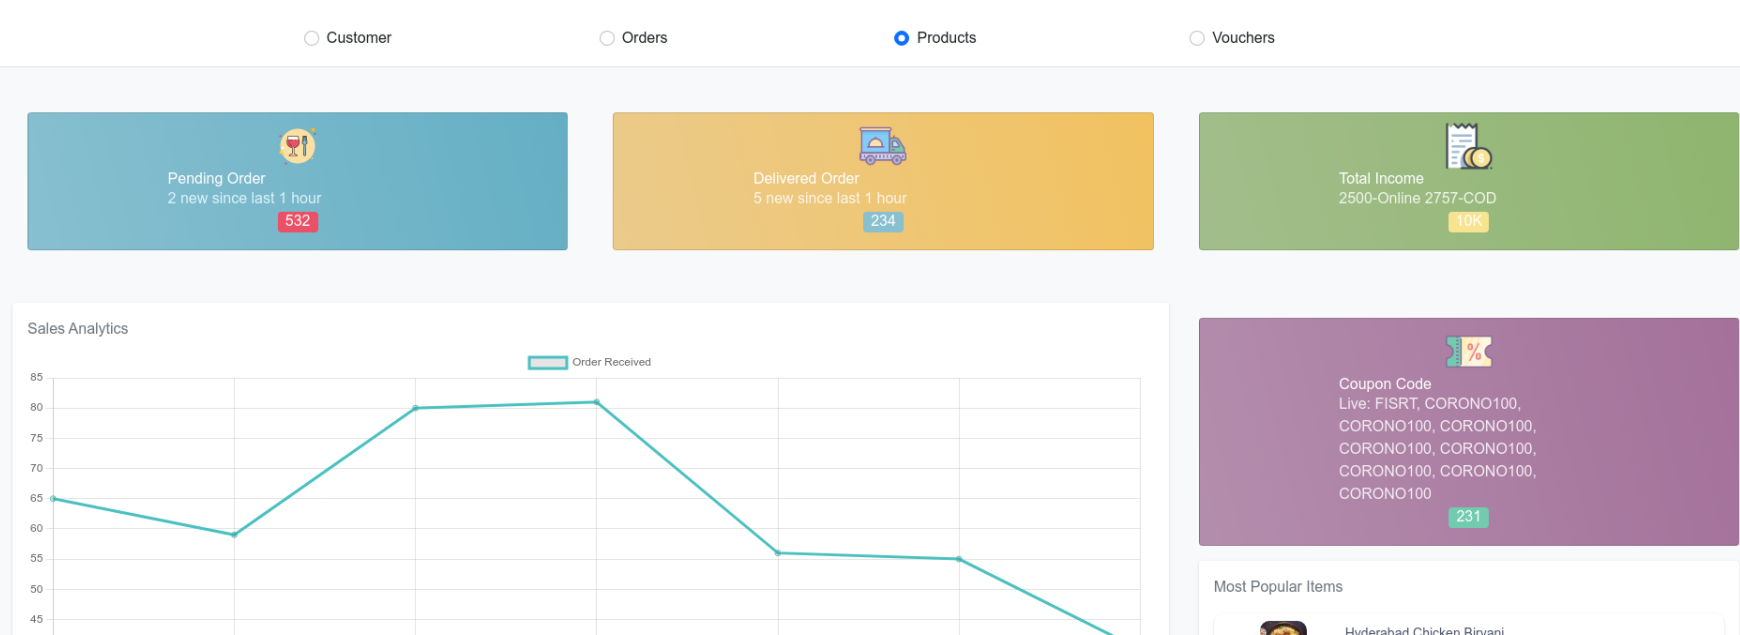 Customer
Orders
Products
Vouchers
Pending Order
2 new since last 1 hour
532
Delivered Order
5 new since last 1 hour
234
Total Income
2500-Online 2757-COD
10K
Sales Analytics
Order Received
85
80
75
70
65
60
55
50
45
%
Coupon Code
Live: FISRT, CORONO100,
CORONO100, CORONO100,
CORONO100, CORONO100,
CORONO100, CORONO100,
CORONO100
231
Most Popular Items
Hyderabad Chicken Biryani